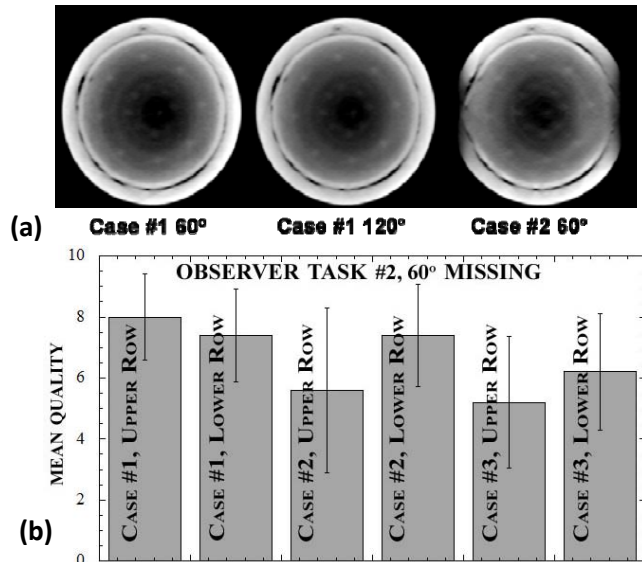 (a)
Case #1 60° Case #1 120° Case #2 60°
(b)
OBSERVER TASK #2, 60° MISSING
MEAN QUALITY
10
8
6
4
2
0
CASE #1, UPPER ROW
CASE #1, LOWER ROW
CASE #2, UPPER ROW
CASE #2, LOWER ROW
CASE #3, UPPER ROW
CASE #3, LOWER ROW